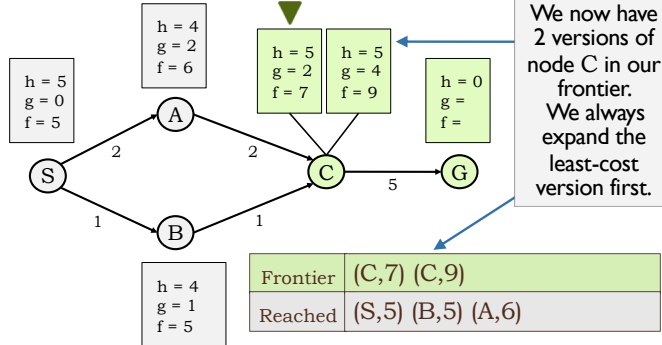 h = 5
g = 0
f = 5
h = 4
g = 2
f = 6
h = 5
g = 2
f = 7
h = 5
g = 4
f = 9
h = 0
g =
f =
We now have
2 versions of
node C in our
frontier.
We always
expand the
least-cost
version first.
S
A
B
C
G
2
2
1
1
5
h = 4
g = 1
f = 5
Frontier (C,7) (C,9)
Reached (S,5) (B,5) (A,6)